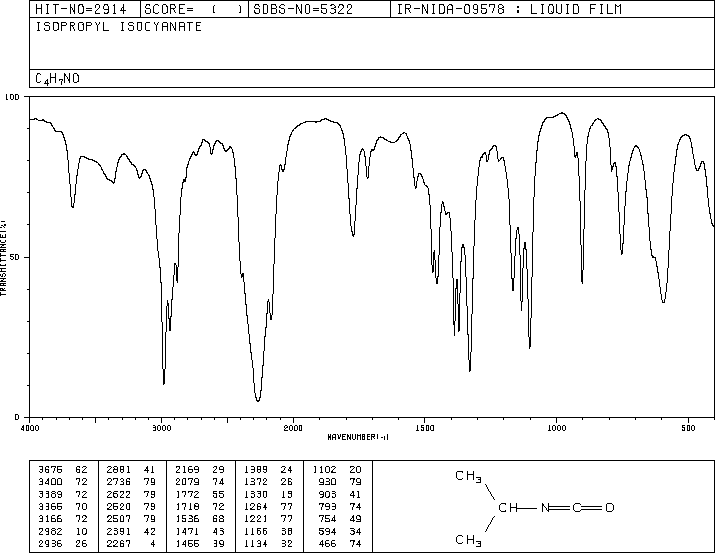 HIT-NO=2914 SCORE= ( ) SDBS-NO=5322 IR-NIDA-09578 : LIQUID FILM
ISOPROPYL ISOCYANATE
C4H7NO
100
50
0
TRANSMITTANCE(%)
4000 3000 2000 1500 1000 500
WAVENUMBER(-1)
3675 62 2881 41 2169 29 1389 24 1102 20
3400 72 2736 79 2079 74 1372 26 930 79
3389 72 2622 79 1772 55 1330 13 903 41
3365 70 2520 79 1718 72 1264 77 793 74
3166 72 2507 79 1536 68 1221 77 754 49
2982 10 2391 42 1471 43 1166 38 594 34
2936 26 2267 4 1455 39 1134 32 466 74
CH3
CH N C O
CH3